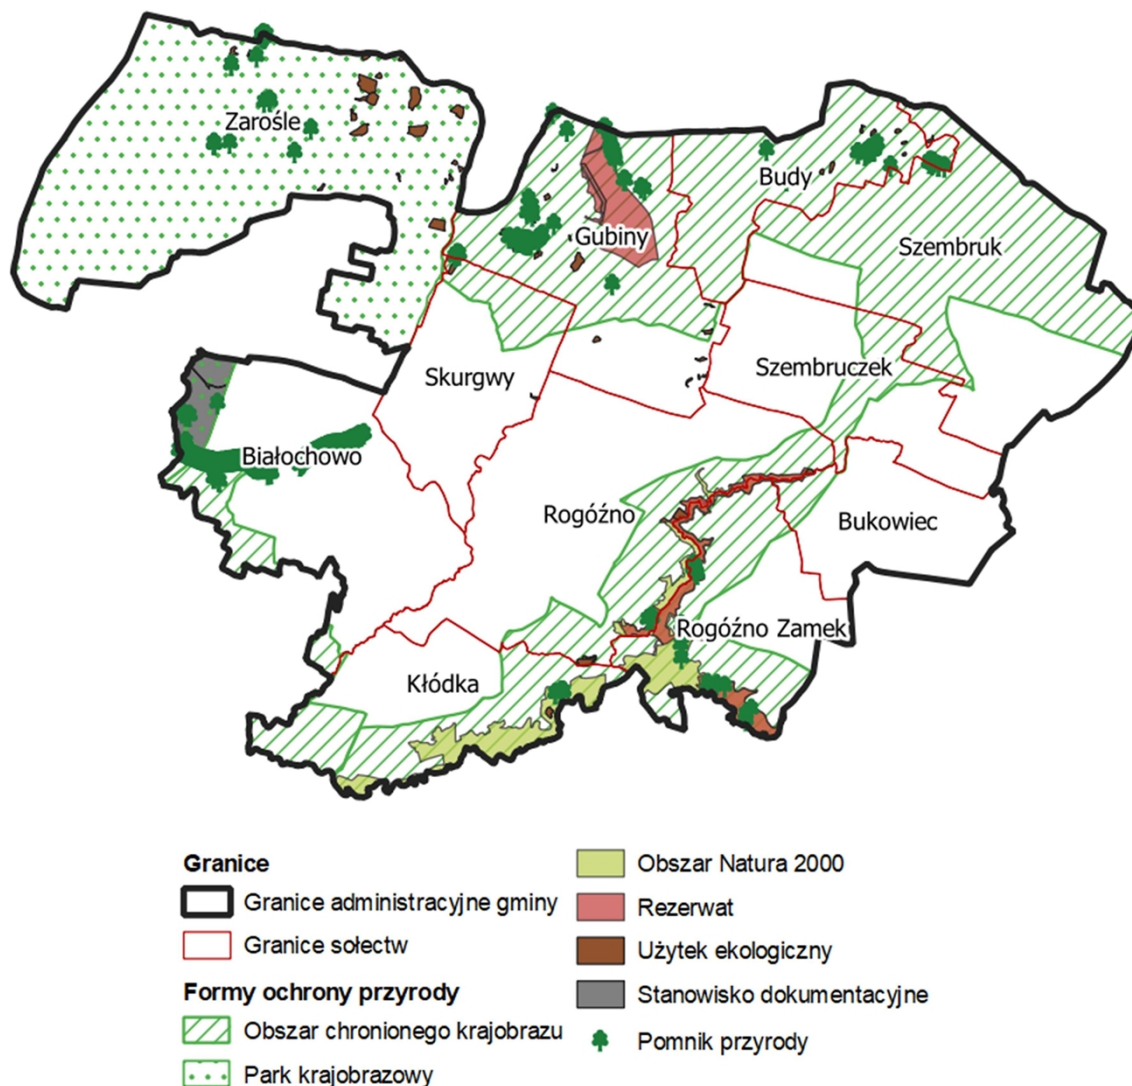 Zarośle
Budy
Gubiny
Szembruk
Szembruczek
Skurgwy
Białochowo
Rogóźno
Bukowiec
Rogóźno Zamek
Kłódka
Granice
Granice administracyjne gminy
Granice sołectw
Formy ochrony przyrody
Obszar chronionego krajobrazu
Park krajobrazowy
Obszar Natura 2000
Rezerwat
Użytek ekologiczny
Stanowisko dokumentacyjne
Pomnik przyrody